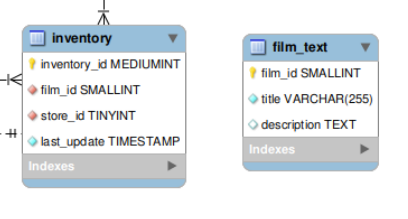 inventory
inventory_id MEDIUMINT
film_id SMALLINT
store_id TINYINT
last_update TIMESTAMP
Indexes
film_text
film_id SMALLINT
title VARCHAR(255)
description TEXT
Indexes